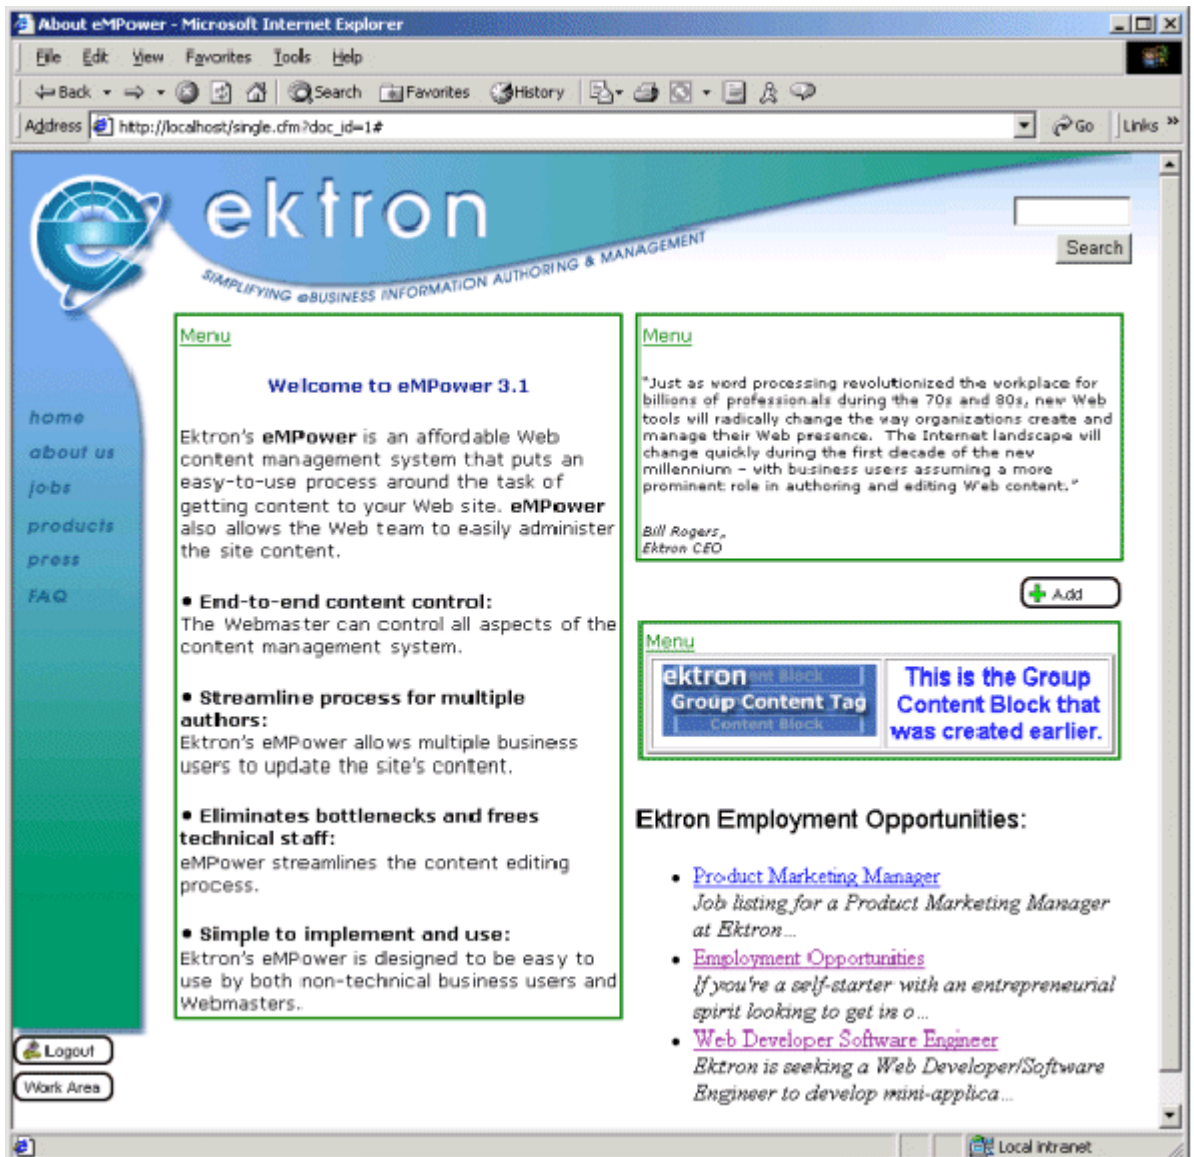 About eMPower - Microsoft Internet Explorer
File Edit View Favorites Tools Help
Back Search Favorites History
Address http://localhost/single.cfm?doc_id=1# Go Links »
ektron
SIMPLIFYING eBUSINESS INFORMATION AUTHORING & MANAGEMENT
Search
home
about us
jobs
products
press
FAQ
Logout
Work Area
Menu
Welcome to eMPower 3.1
Ektron's eMPower is an affordable Web
content management system that puts an
easy-to-use process around the task of
getting content to your Web site. eMPower
also allows the Web team to easily administer
the site content.
• End-to-end content control:
The Webmaster can control all aspects of the
content management system.
• Streamline process for multiple
authors:
Ektron's eMPower allows multiple business
users to update the site's content.
• Eliminates bottlenecks and frees
technical staff:
eMPower streamlines the content editing
process.
• Simple to implement and use:
Ektron's eMPower is designed to be easy to
use by both non-technical business users and
Webmasters.
Menu
"Just as word processing revolutionized the workplace for
billions of professionals during the 70s and 80s, new Web
tools will radically change the way organizations create and
manage their Web presence. The Internet landscape will
change quickly during the first decade of the new
millennium – with business users assuming a more
prominent role in authoring and editing Web content."
Bill Rogers,
Ektron CEO
Add
Menu
ektron Content Block
Group Content Tag
Content Block
This is the Group
Content Block that
was created earlier.
Ektron Employment Opportunities:
• Product Marketing Manager
Job listing for a Product Marketing Manager
at Ektron...
• Employment Opportunities
If you're a self-starter with an entrepreneurial
spirit looking to get in o...
• Web Developer Software Engineer
Ektron is seeking a Web Developer/Software
Engineer to develop mini-applica...
Local intranet